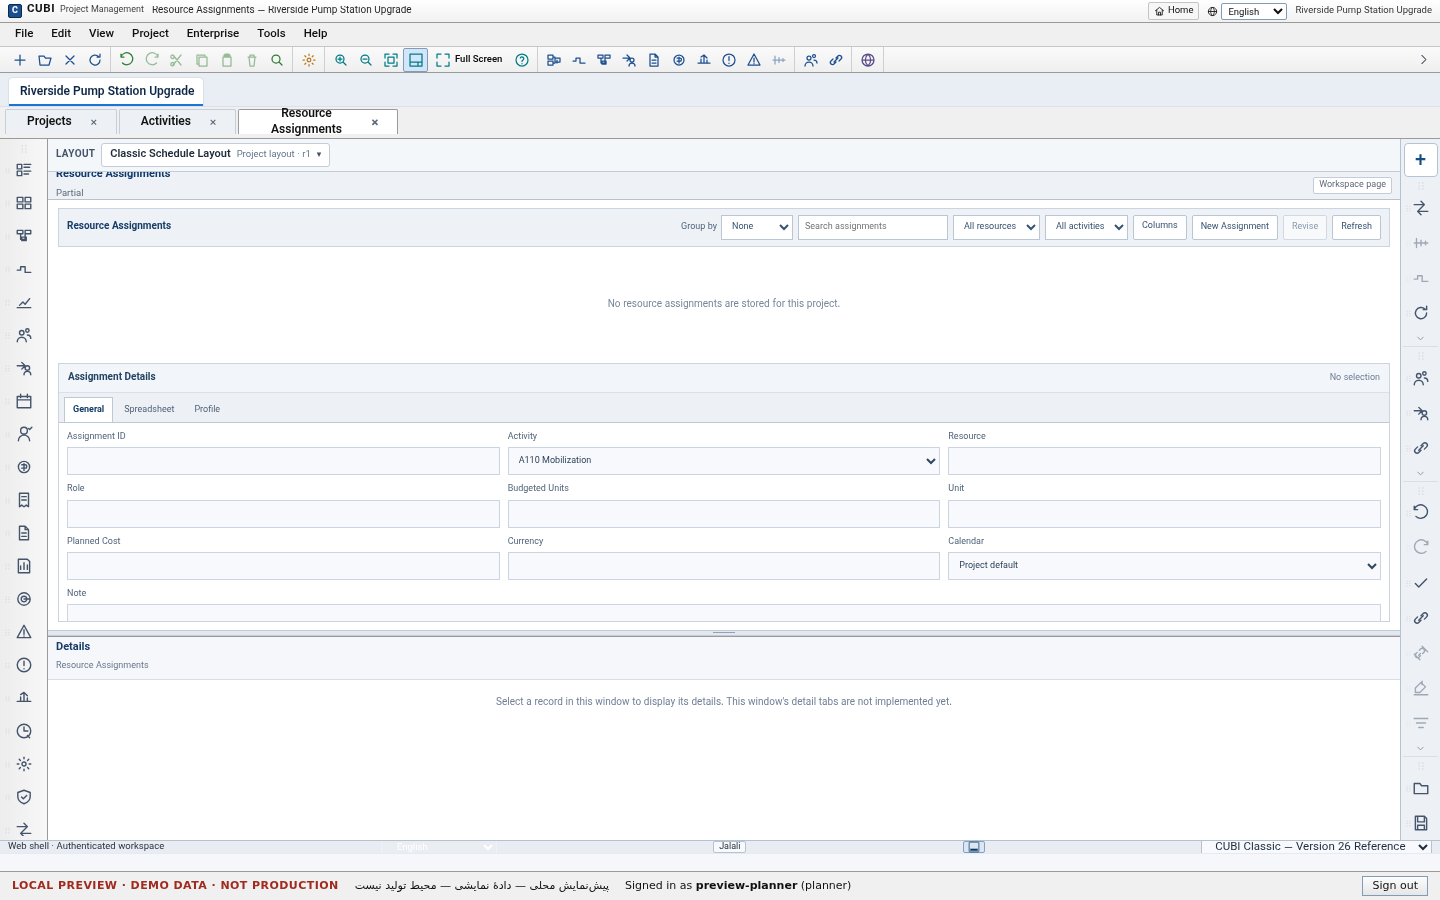 C CUBI Project Management Resource Assignments — Riverside Pump Station Upgrade Home English Riverside Pump Station Upgrade
File Edit View Project Enterprise Tools Help
Full Screen
Riverside Pump Station Upgrade
Projects × Activities × Resource Assignments ×
LAYOUT Classic Schedule Layout Project layout · r1 ▾
Resource Assignments
Partial Workspace page
Resource Assignments Group by None Search assignments All resources All activities Columns New Assignment Revise Refresh
No resource assignments are stored for this project.
Assignment Details No selection
General Spreadsheet Profile
Assignment ID Activity Resource
A110 Mobilization
Role Budgeted Units Unit
Planned Cost Currency Calendar
Project default
Note
Details
Resource Assignments
Select a record in this window to display its details. This window's detail tabs are not implemented yet.
Web shell · Authenticated workspace English Jalali CUBI Classic — Version 26 Reference
LOCAL PREVIEW · DEMO DATA · NOT PRODUCTION پیش‌نمایش محلی — دادهٔ نمایشی — محیط تولید نیست Signed in as preview-planner (planner) Sign out